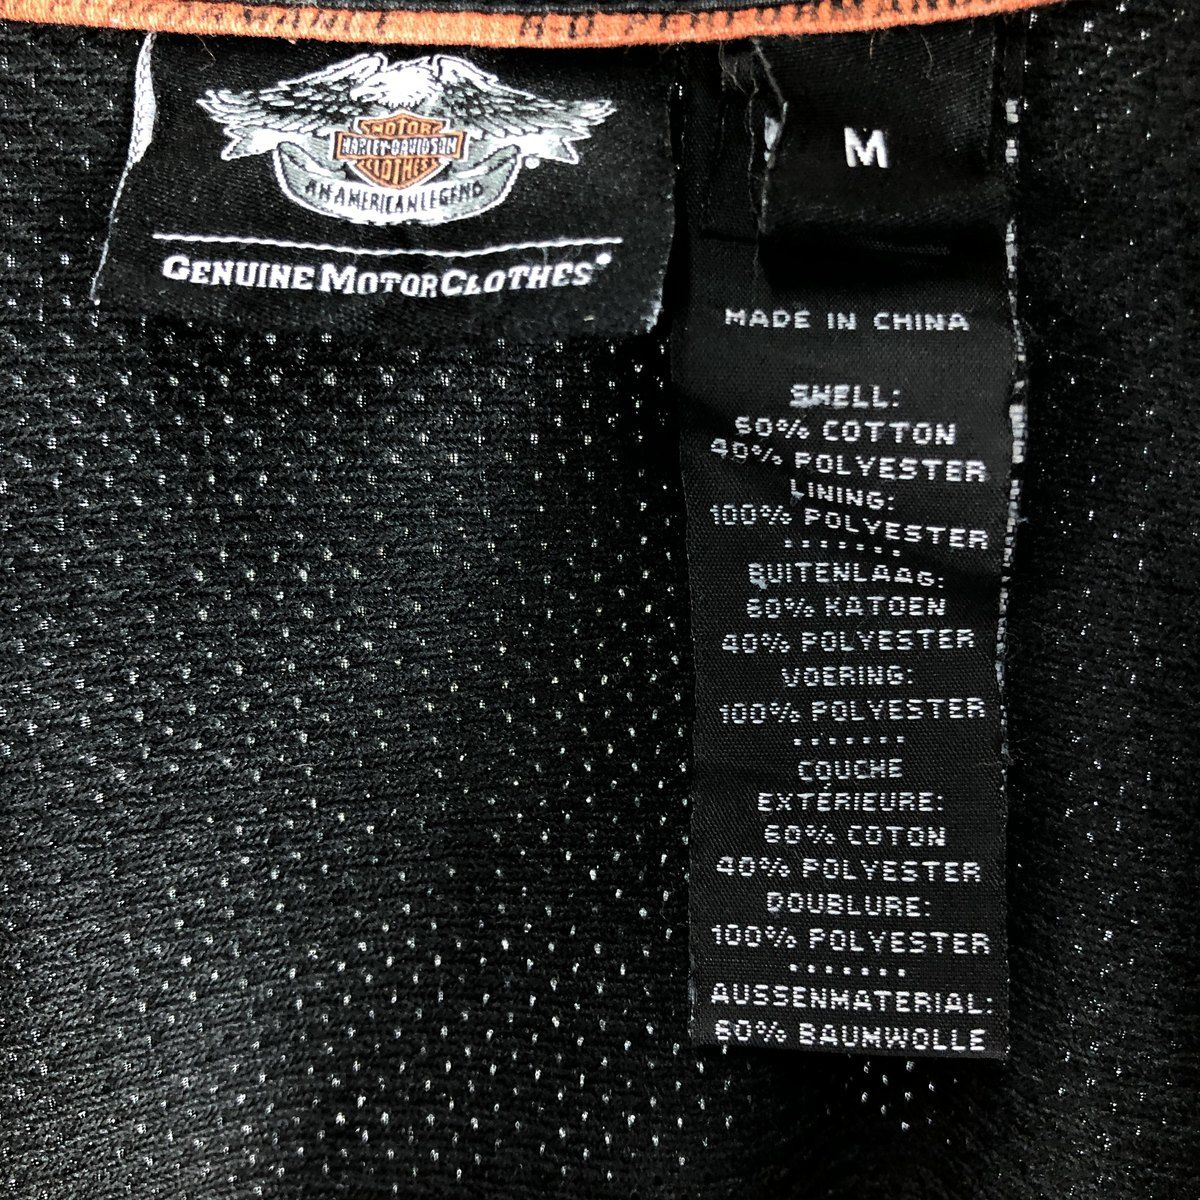 MOTOR
HARLEY-DAVIDSON
CLOTHES
AN AMERICAN LEGEND
GENUINE MOTORCLOTHES®
M
MADE IN CHINA
SHELL:
60% COTTON
40% POLYESTER
LINING:
100% POLYESTER
BUITENLAAG:
60% KATOEN
40% POLYESTER
VOERING:
100% POLYESTER
COUCHE
EXTÉRIEURE:
60% COTON
40% POLYESTER
DOUBLURE:
100% POLYESTER
AUSSENMATERIAL:
60% BAUMWOLLE